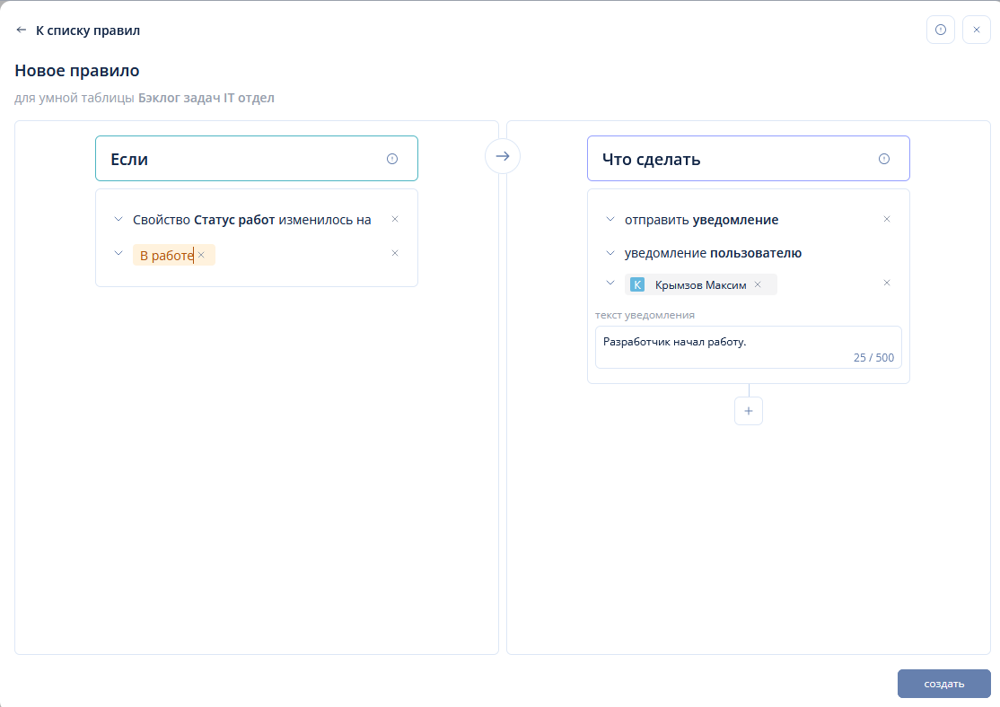 К списку правил
Новое правило
для умной таблицы Бэклог задач IT отдел
Если
Свойство Статус работ изменилось на
В работе
Что сделать
отправить уведомление
уведомление пользователю
К Крымзов Максим
текст уведомления
Разработчик начал работу.
25 / 500
создать